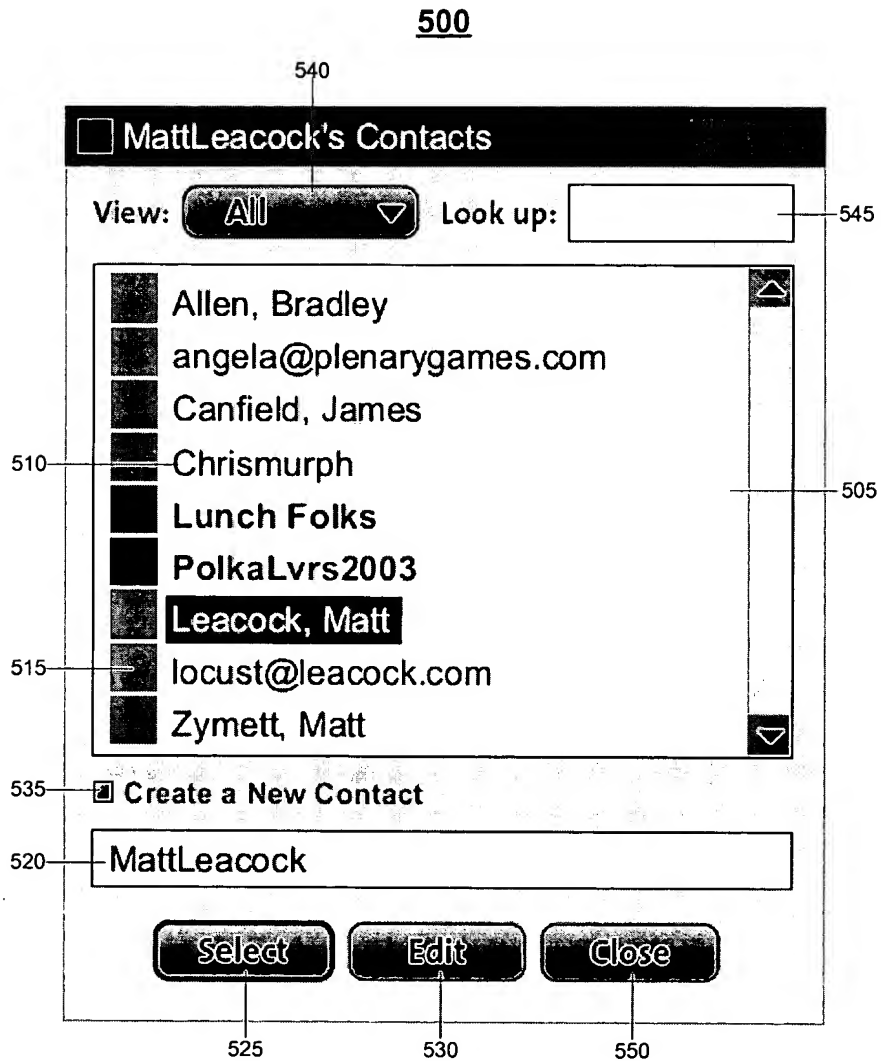 500
540
MattLeacock's Contacts
View: All Look up: 545
Allen, Bradley
angela@plenarygames.com
Canfield, James
510 Chrismurph
505
Lunch Folks
PolkaLvrs2003
Leacock, Matt
515 locust@leacock.com
Zymett, Matt
535 Create a New Contact
520 MattLeacock
Select Edit Close
525 530 550